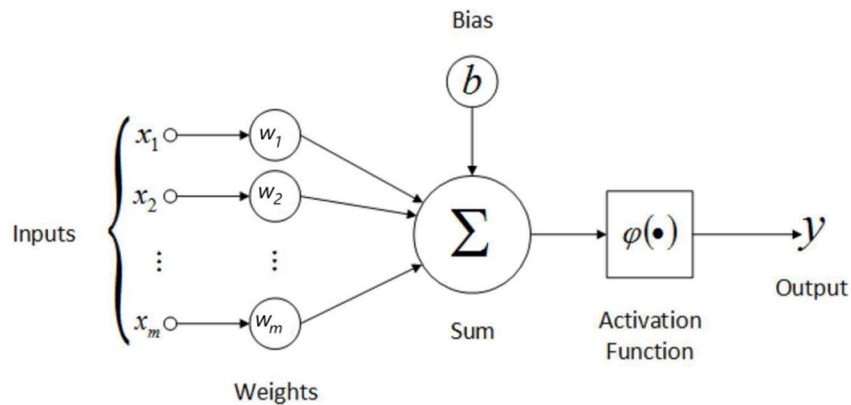 Bias
b
x₁
w₁
x₂
w₂
Inputs
Σ
φ(•)
y
⋮
⋮
Output
xₘ
wₘ
Sum
Activation
Function
Weights